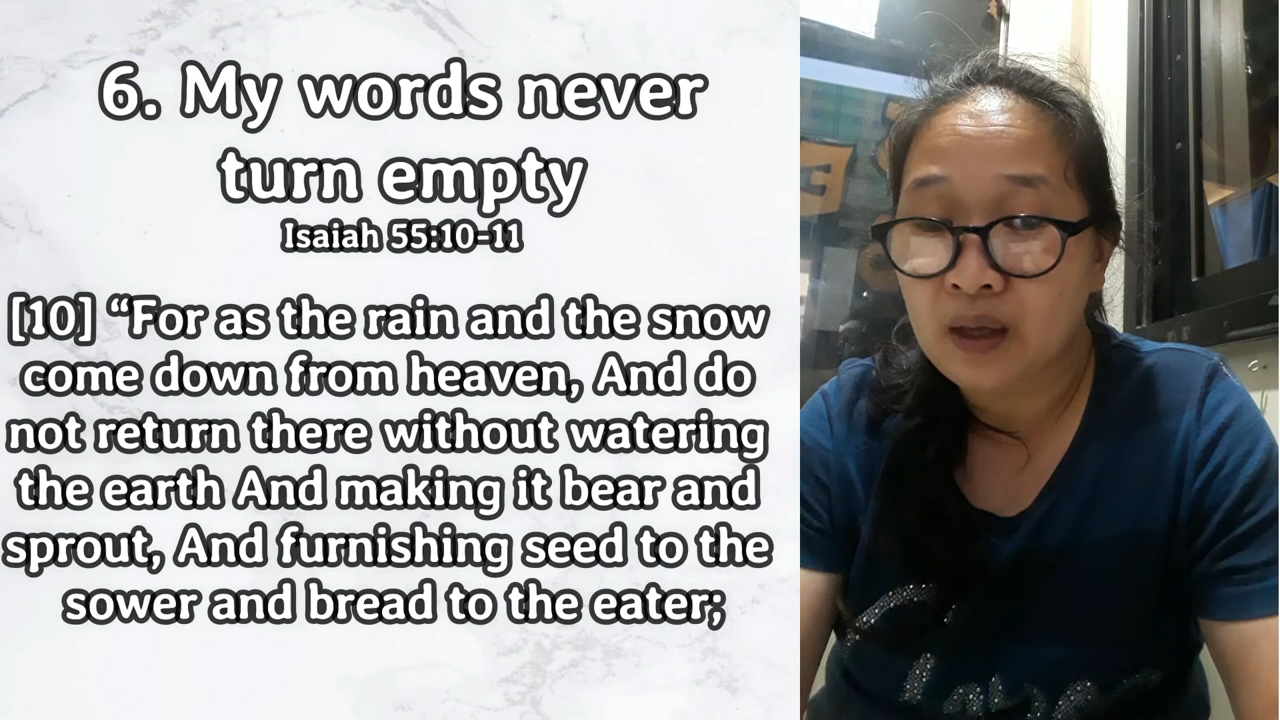 6. My words never
turn empty
Isaiah 55:10-11
[10] “For as the rain and the snow
come down from heaven, And do
not return there without watering
the earth And making it bear and
sprout, And furnishing seed to the
sower and bread to the eater;